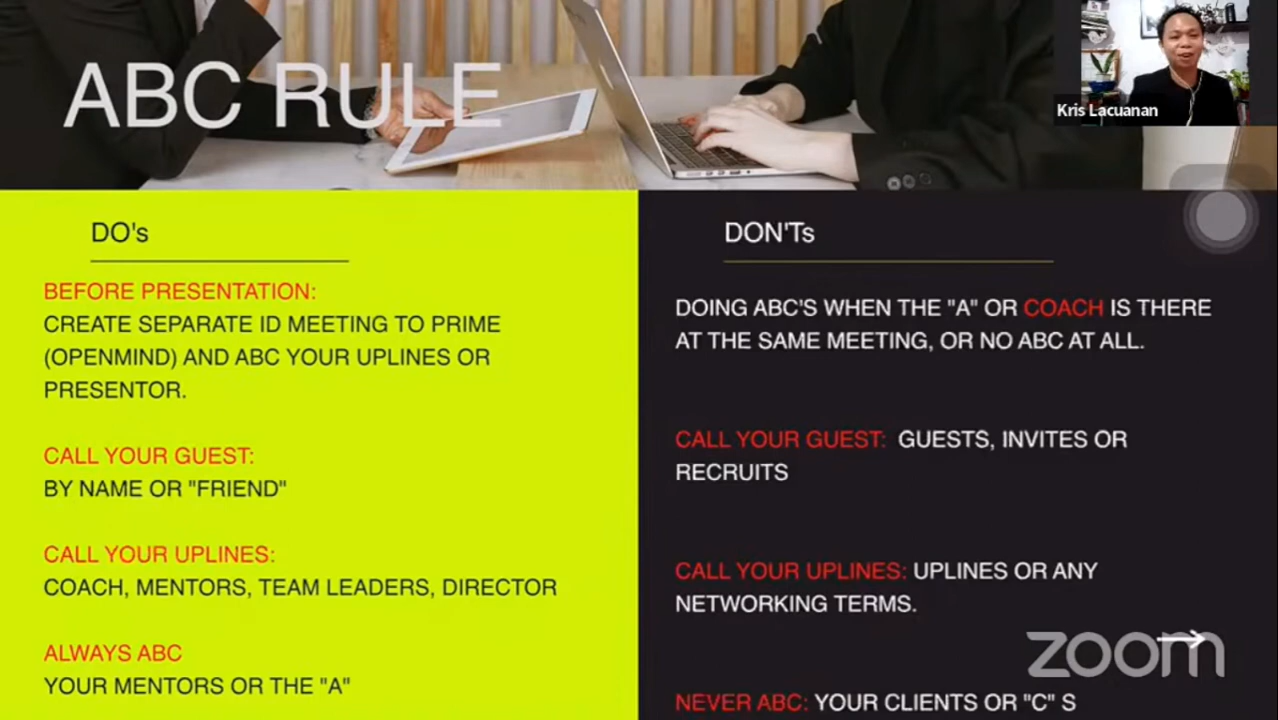 ABC RULE
Kris Lacuanan
DO's
BEFORE PRESENTATION:
CREATE SEPARATE ID MEETING TO PRIME
(OPENMIND) AND ABC YOUR UPLINES OR
PRESENTOR.
CALL YOUR GUEST:
BY NAME OR "FRIEND"
CALL YOUR UPLINES:
COACH, MENTORS, TEAM LEADERS, DIRECTOR
ALWAYS ABC
YOUR MENTORS OR THE "A"
DON'Ts
DOING ABC'S WHEN THE "A" OR COACH IS THERE
AT THE SAME MEETING, OR NO ABC AT ALL.
CALL YOUR GUEST: GUESTS, INVITES OR
RECRUITS
CALL YOUR UPLINES: UPLINES OR ANY
NETWORKING TERMS.
NEVER ABC: YOUR CLIENTS OR "C" S
zoom